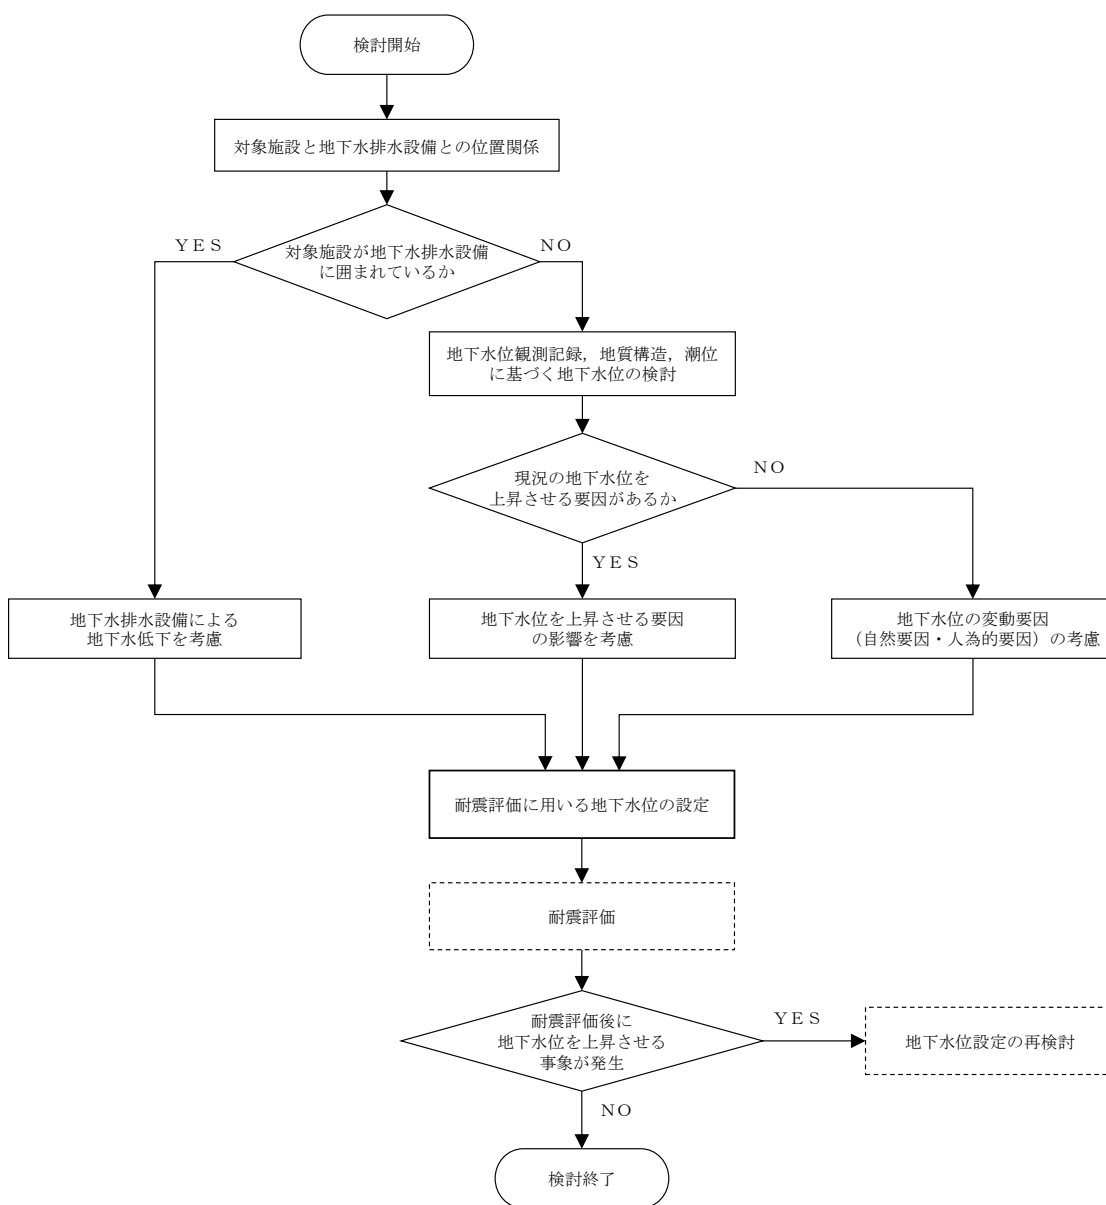 検討開始
対象施設と地下水排水設備との位置関係
対象施設が地下水排水設備
に囲まれているか
ＹＥＳ
ＮＯ
地下水位観測記録，地質構造，潮位
に基づく地下水位の検討
現況の地下水位を
上昇させる要因があるか
ＮＯ
ＹＥＳ
地下水排水設備による
地下水低下を考慮
地下水位を上昇させる要因
の影響を考慮
地下水位の変動要因
（自然要因・人為的要因）の考慮
耐震評価に用いる地下水位の設定
耐震評価
耐震評価後に
地下水位を上昇させる
事象が発生
ＹＥＳ
地下水位設定の再検討
ＮＯ
検討終了